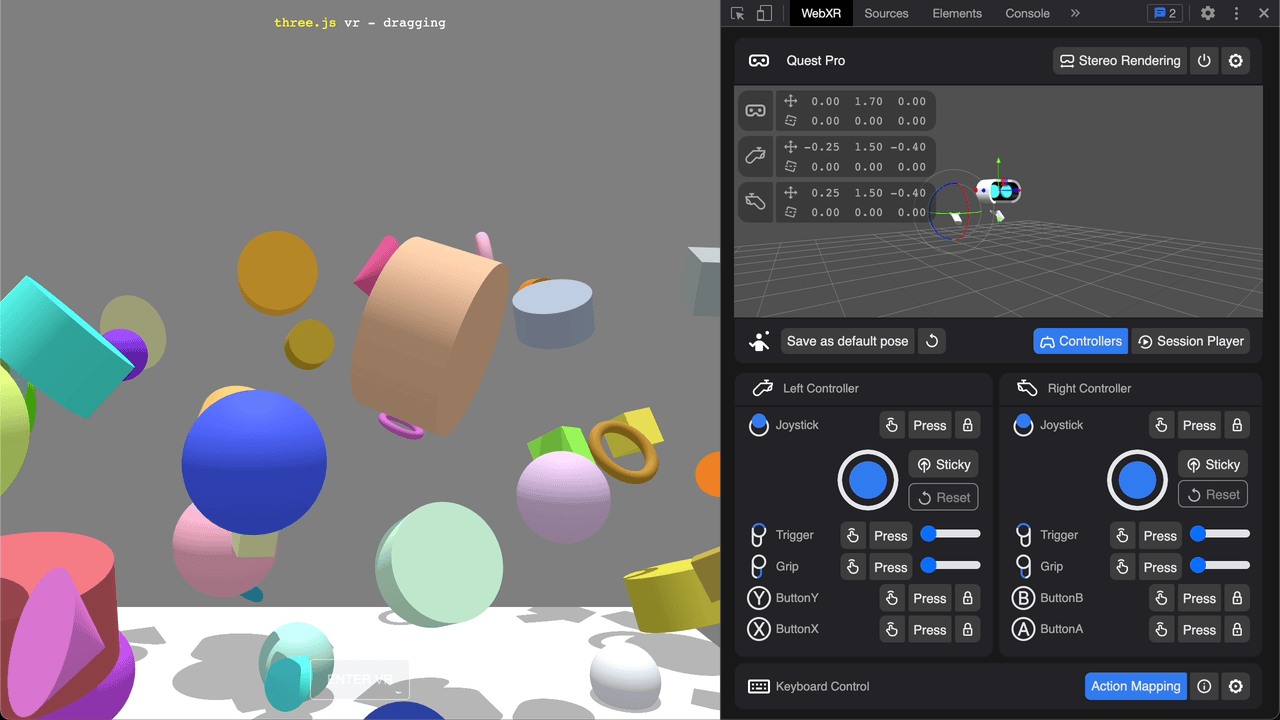 three.js vr - dragging
ENTER VR
WebXR Sources Elements Console » 2
Quest Pro Stereo Rendering
0.00 1.70 0.00
0.00 0.00 0.00
-0.25 1.50 -0.40
0.00 0.00 0.00
0.25 1.50 -0.40
0.00 0.00 0.00
Save as default pose Controllers Session Player
Left Controller
Joystick Press
Sticky
Reset
Trigger Press
Grip Press
Y ButtonY Press
X ButtonX Press
Right Controller
Joystick Press
Sticky
Reset
Trigger Press
Grip Press
B ButtonB Press
A ButtonA Press
Keyboard Control Action Mapping